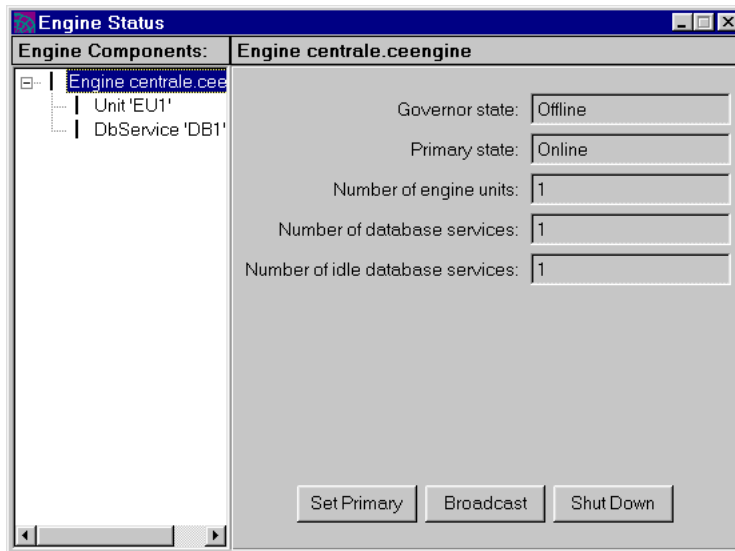 Engine Status
Engine Components:
Engine centrale.ceengine
Engine centrale.cee
Unit 'EU1'
DbService 'DB1'
Governor state: Offline
Primary state: Online
Number of engine units: 1
Number of database services: 1
Number of idle database services: 1
Set Primary
Broadcast
Shut Down